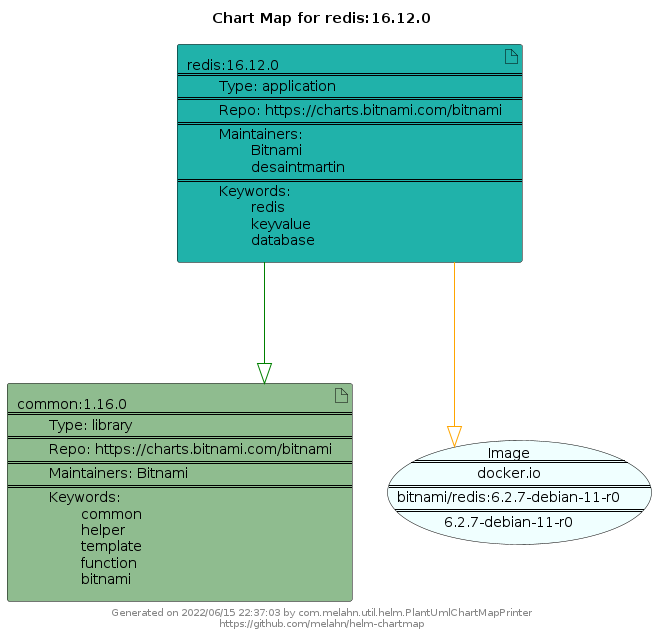 Chart Map for redis:16.12.0
redis:16.12.0
Type: application
Repo: https://charts.bitnami.com/bitnami
Maintainers:
Bitnami
desaintmartin
Keywords:
redis
keyvalue
database
common:1.16.0
Type: library
Repo: https://charts.bitnami.com/bitnami
Maintainers: Bitnami
Keywords:
common
helper
template
function
bitnami
Image
docker.io
bitnami/redis:6.2.7-debian-11-r0
6.2.7-debian-11-r0
Generated on 2022/06/15 22:37:03 by com.melahn.util.helm.PlantUmlChartMapPrinter
https://github.com/melahn/helm-chartmap